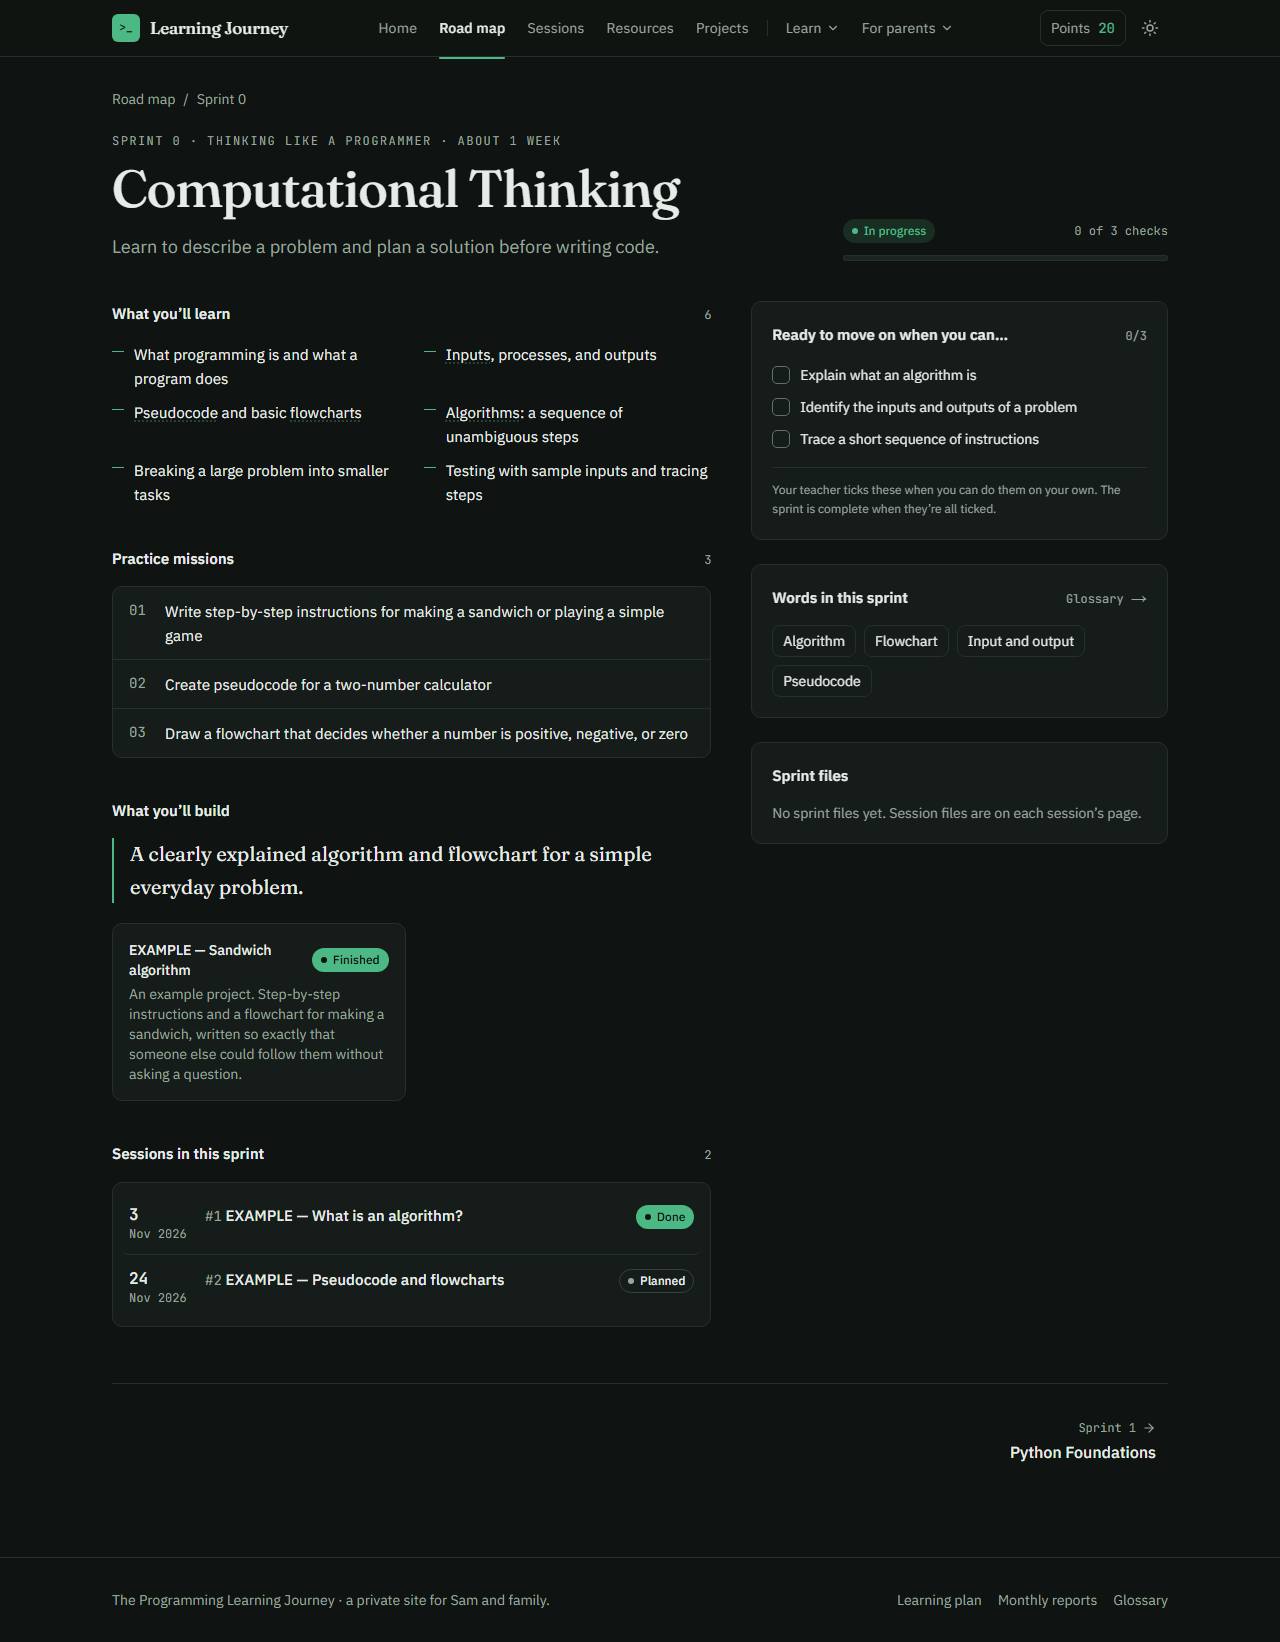 >_ Learning Journey
Home Road map Sessions Resources Projects Learn For parents
Points 20
Road map / Sprint 0
SPRINT 0 · THINKING LIKE A PROGRAMMER · ABOUT 1 WEEK
Computational Thinking
Learn to describe a problem and plan a solution before writing code.
In progress
0 of 3 checks
What you’ll learn 6
What programming is and what a
program does
Inputs, processes, and outputs
Pseudocode and basic flowcharts
Algorithms: a sequence of
unambiguous steps
Breaking a large problem into smaller
tasks
Testing with sample inputs and tracing
steps
Practice missions 3
01 Write step-by-step instructions for making a sandwich or playing a simple
game
02 Create pseudocode for a two-number calculator
03 Draw a flowchart that decides whether a number is positive, negative, or zero
What you’ll build
A clearly explained algorithm and flowchart for a simple
everyday problem.
EXAMPLE — Sandwich
algorithm
Finished
An example project. Step-by-step
instructions and a flowchart for making a
sandwich, written so exactly that
someone else could follow them without
asking a question.
Sessions in this sprint 2
3
Nov 2026
#1 EXAMPLE — What is an algorithm?
Done
24
Nov 2026
#2 EXAMPLE — Pseudocode and flowcharts
Planned
Ready to move on when you can... 0/3
Explain what an algorithm is
Identify the inputs and outputs of a problem
Trace a short sequence of instructions
Your teacher ticks these when you can do them on your own. The
sprint is complete when they’re all ticked.
Words in this sprint
Glossary →
Algorithm Flowchart Input and output
Pseudocode
Sprint files
No sprint files yet. Session files are on each session’s page.
Sprint 1 →
Python Foundations
The Programming Learning Journey · a private site for Sam and family.
Learning plan Monthly reports Glossary